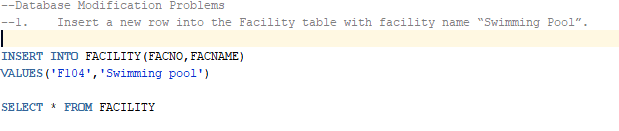 --Database Modification Problems
--1.    Insert a new row into the Facility table with facility name “Swimming Pool”.
INSERT INTO FACILITY(FACNO,FACNAME)
VALUES('F104','Swimming pool')
SELECT * FROM FACILITY